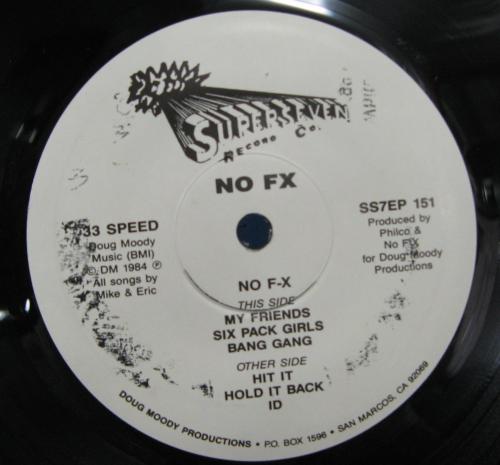 SUPERSEVEN
RECORD CO.
NO FX
33 SPEED
Doug Moody
Music (BMI)
© DM 1984 ℗
All songs by
Mike & Eric
SS7EP 151
Produced by
Philco &
No FX
for Doug Moody
Productions
NO F-X
THIS SIDE
MY FRIENDS
SIX PACK GIRLS
BANG GANG
OTHER SIDE
HIT IT
HOLD IT BACK
ID
DOUG MOODY PRODUCTIONS • P.O. BOX 1596 • SAN MARCOS, CA 92069